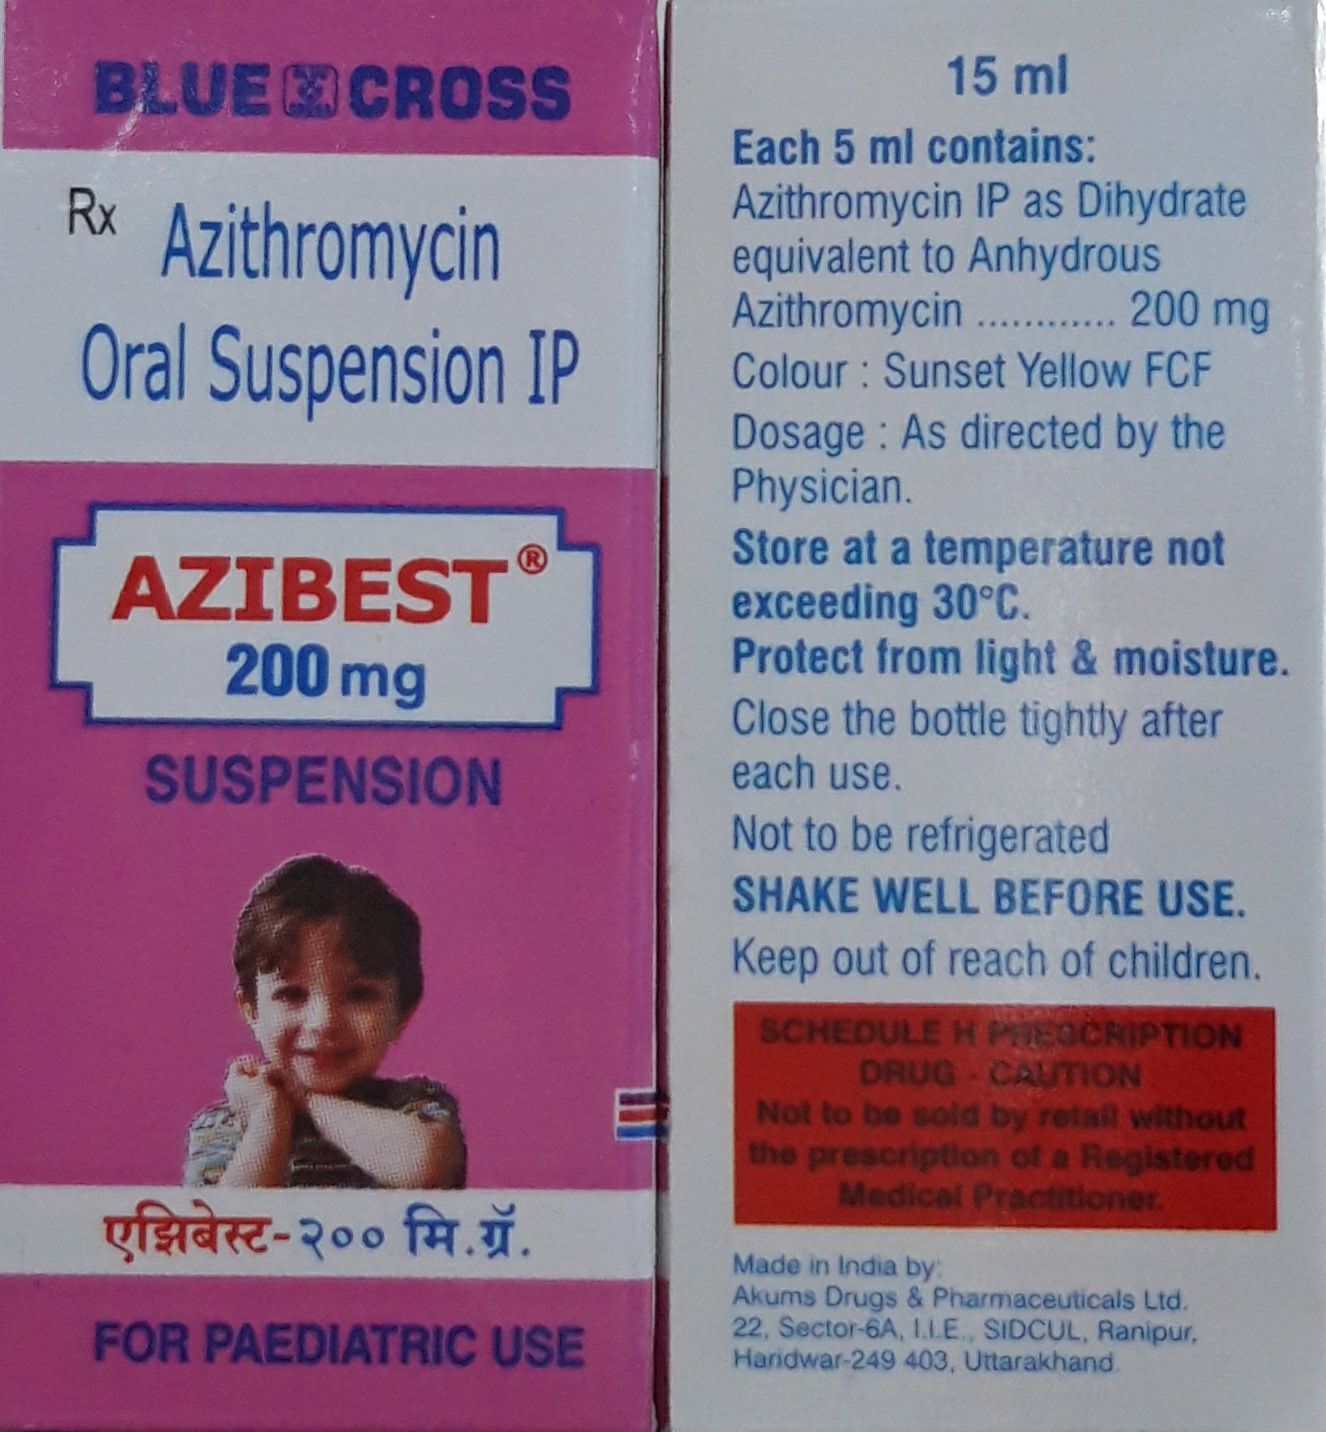 BLUE CROSS
Rx Azithromycin
Oral Suspension IP
AZIBEST®
200 mg
SUSPENSION
एझिबेस्ट-२०० मि.ग्रॅ.
FOR PAEDIATRIC USE
15 ml
Each 5 ml contains:
Azithromycin IP as Dihydrate
equivalent to Anhydrous
Azithromycin ............ 200 mg
Colour : Sunset Yellow FCF
Dosage : As directed by the
Physician.
Store at a temperature not
exceeding 30°C.
Protect from light & moisture.
Close the bottle tightly after
each use.
Not to be refrigerated
SHAKE WELL BEFORE USE.
Keep out of reach of children.
SCHEDULE H PRESCRIPTION
DRUG - CAUTION
Not to be sold by retail without
the prescription of a Registered
Medical Practitioner.
Made in India by:
Akums Drugs & Pharmaceuticals Ltd.
22, Sector-6A, I.I.E., SIDCUL, Ranipur,
Haridwar-249 403, Uttarakhand.